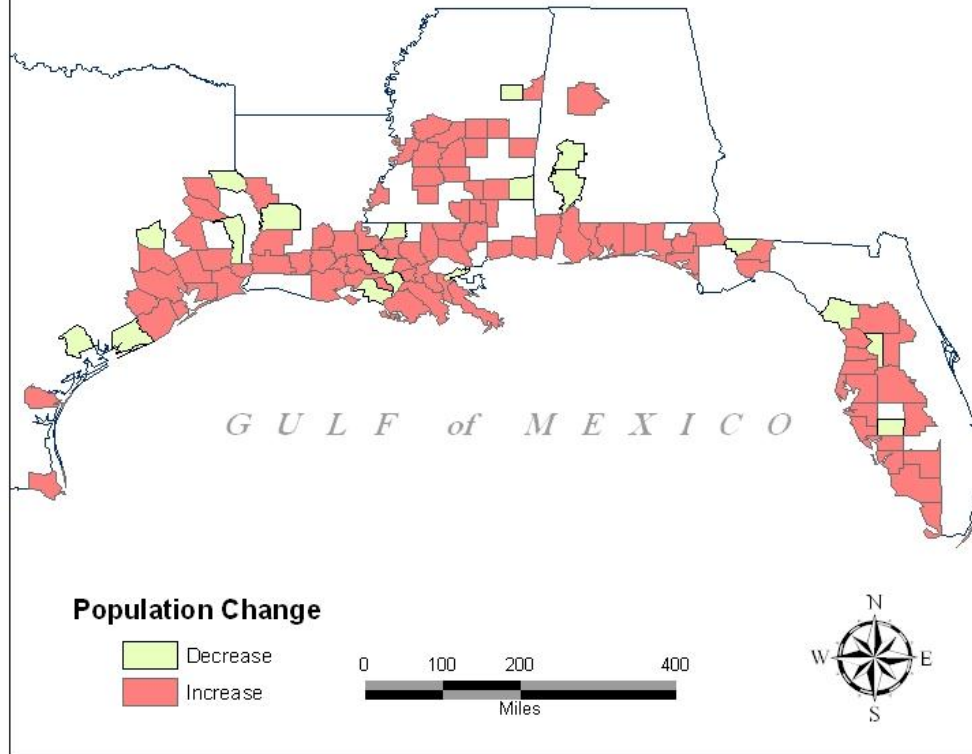 GULF of MEXICO
Population Change
Decrease
Increase
0 100 200 400
Miles
N
W E
S